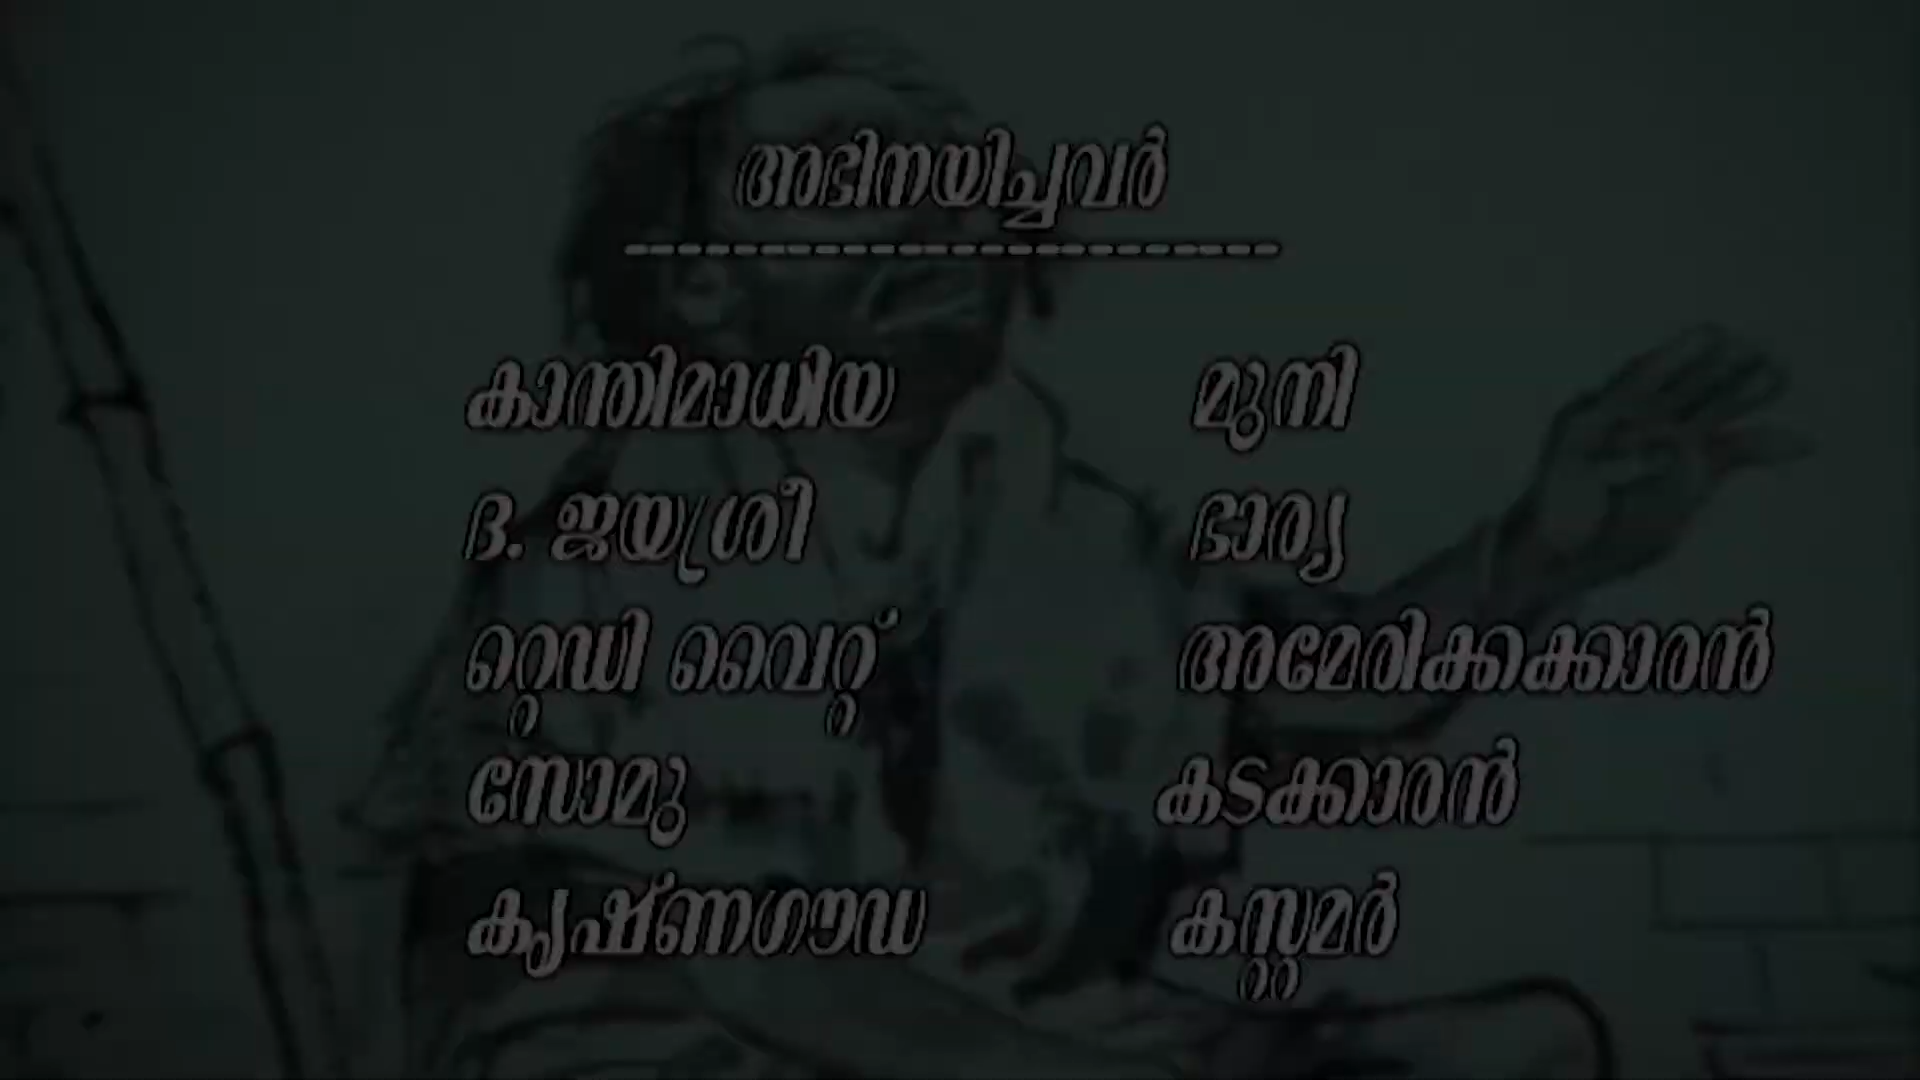 അഭിനയിച്ചവർ
------------------------
കാന്തിമാധിയ മുനി
ദ. ജയശ്രീ ഭാര്യ
റ്റെഡി വൈറ്റ് അമേരിക്കക്കാരൻ
സോമു കടക്കാരൻ
കൃഷ്ണഗൗഡ കസ്റ്റമർ